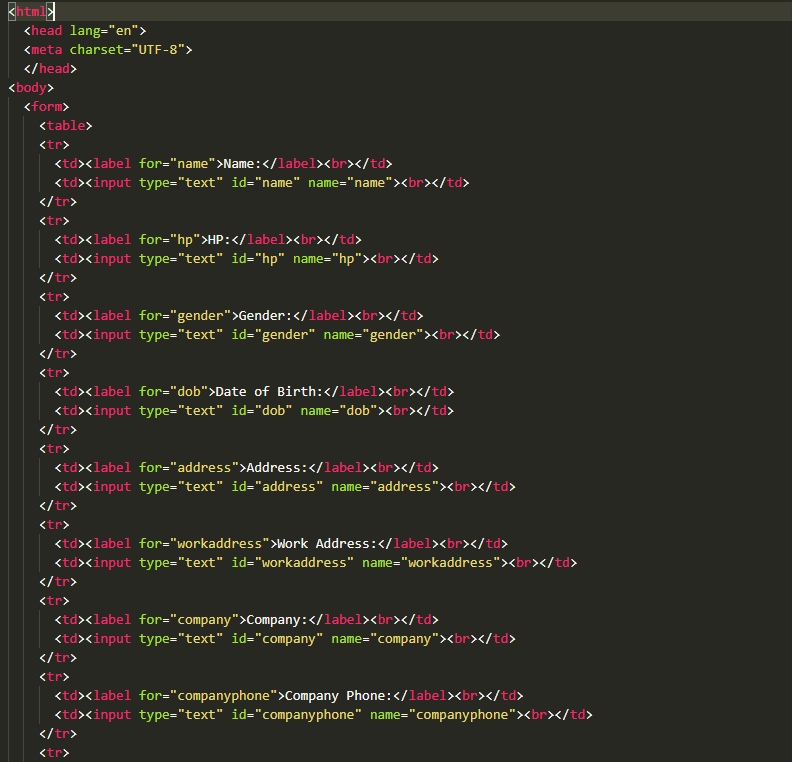 <html>
<head lang="en">
<meta charset="UTF-8">
</head>
<body>
<form>
<table>
<tr>
<td><label for="name">Name:</label><br></td>
<td><input type="text" id="name" name="name"><br></td>
</tr>
<tr>
<td><label for="hp">HP:</label><br></td>
<td><input type="text" id="hp" name="hp"><br></td>
</tr>
<tr>
<td><label for="gender">Gender:</label><br></td>
<td><input type="text" id="gender" name="gender"><br></td>
</tr>
<tr>
<td><label for="dob">Date of Birth:</label><br></td>
<td><input type="text" id="dob" name="dob"><br></td>
</tr>
<tr>
<td><label for="address">Address:</label><br></td>
<td><input type="text" id="address" name="address"><br></td>
</tr>
<tr>
<td><label for="workaddress">Work Address:</label><br></td>
<td><input type="text" id="workaddress" name="workaddress"><br></td>
</tr>
<tr>
<td><label for="company">Company:</label><br></td>
<td><input type="text" id="company" name="company"><br></td>
</tr>
<tr>
<td><label for="companyphone">Company Phone:</label><br></td>
<td><input type="text" id="companyphone" name="companyphone"><br></td>
</tr>
<tr>